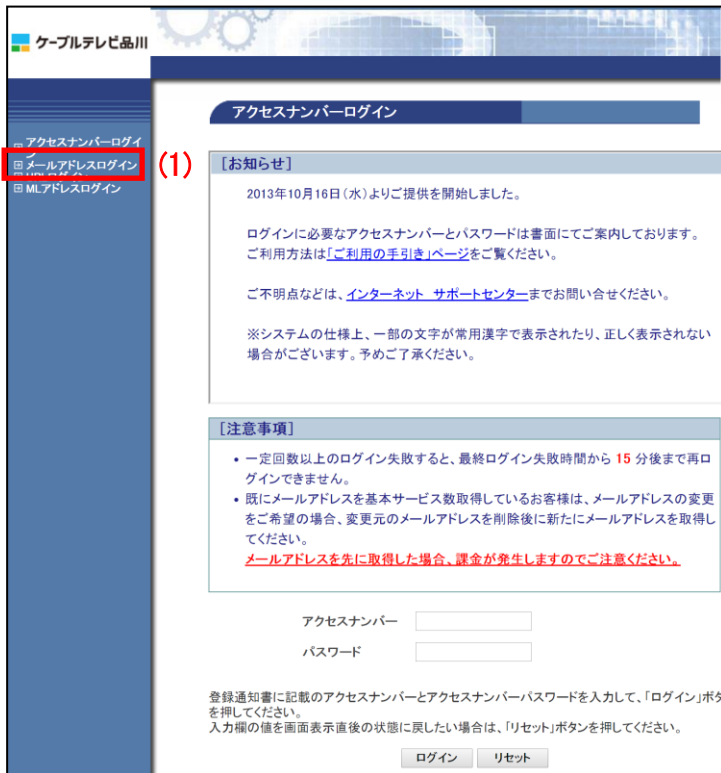 ケーブルテレビ品川
アクセスナンバーログイン
アクセスナンバーログイ
メールアドレスログイン
MLアドレスログイン
(1)
[お知らせ]
2013年10月16日(水)よりご提供を開始しました。
ログインに必要なアクセスナンバーとパスワードは書面にてご案内しております。
ご利用方法は「ご利用の手引き」ページをご覧ください。
ご不明点などは、インターネット サポートセンターまでお問い合せください。
※システムの仕様上、一部の文字が常用漢字で表示されたり、正しく表示されない
場合がございます。予めご了承ください。
[注意事項]
• 一定回数以上のログイン失敗すると、最終ログイン失敗時間から 15 分後まで再ロ
グインできません。
• 既にメールアドレスを基本サービス数取得しているお客様は、メールアドレスの変更
をご希望の場合、変更元のメールアドレスを削除後に新たにメールアドレスを取得し
てください。
メールアドレスを先に取得した場合、課金が発生しますのでご注意ください。
アクセスナンバー
パスワード
登録通知書に記載のアクセスナンバーとアクセスナンバーパスワードを入力して、「ログイン」ボタ
を押してください。
入力欄の値を画面表示直後の状態に戻したい場合は、「リセット」ボタンを押してください。
ログイン リセット